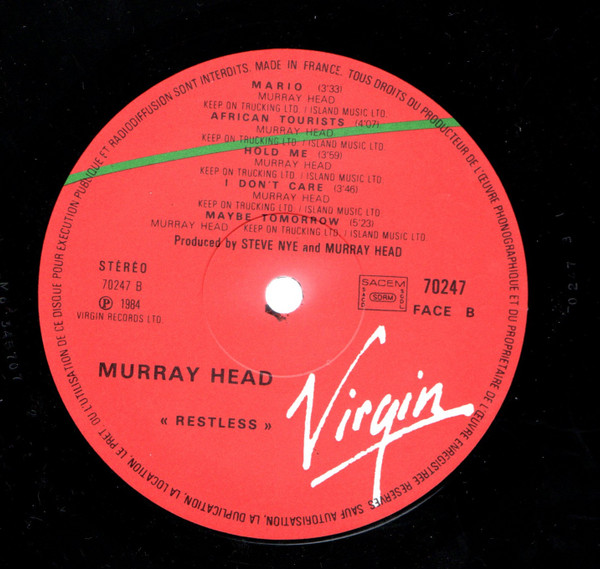 MADE IN FRANCE. TOUS DROITS DU PRODUCTEUR DE L'ŒUVRE PHONOGRAPHIQUE ET DU PROPRIETAIRE DE L'ŒUVRE ENREGISTREE RESERVES. SAUF AUTORISATION, LA DUPLICATION, LA LOCATION, LE PRET OU L'UTILISATION DE CE DISQUE POUR EXECUTION PUBLIQUE ET RADIODIFFUSION SONT INTERDITS.
MARIO (3'33)
MURRAY HEAD
KEEP ON TRUCKING LTD. / ISLAND MUSIC LTD.
AFRICAN TOURISTS (4'07)
MURRAY HEAD
KEEP ON TRUCKING LTD. / ISLAND MUSIC LTD.
HOLD ME (3'59)
MURRAY HEAD
KEEP ON TRUCKING LTD. / ISLAND MUSIC LTD.
I DON'T CARE (3'46)
MURRAY HEAD
KEEP ON TRUCKING LTD. / ISLAND MUSIC LTD.
MAYBE TOMORROW (5'23)
MURRAY HEAD KEEP ON TRUCKING LTD. / ISLAND MUSIC LTD.
Produced by STEVE NYE and MURRAY HEAD
STÉRÉO
70247 B
℗ 1984
VIRGIN RECORDS LTD.
SACEM
SDRM
70247
FACE B
MURRAY HEAD
« RESTLESS »
Virgin